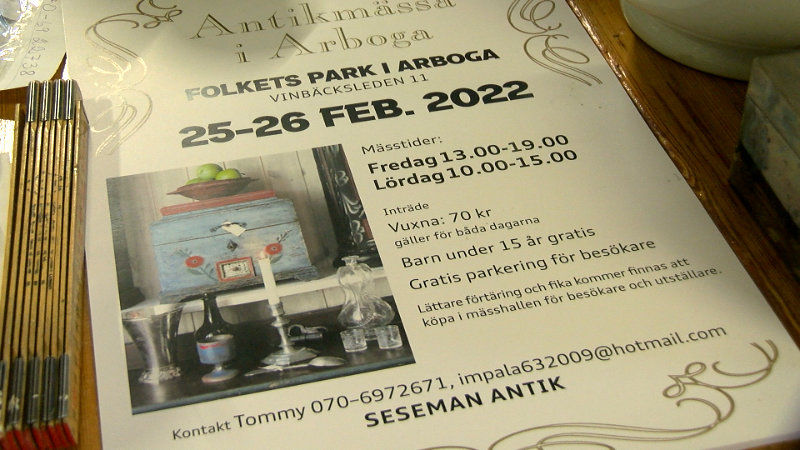 Antikmässa
i Arboga
FOLKETS PARK I ARBOGA
VINBÄCKSLEDEN 11
25-26 FEB. 2022
Mässtider:
Fredag 13.00-19.00
Lördag 10.00-15.00
Inträde
Vuxna: 70 kr
gäller för båda dagarna
Barn under 15 år gratis
Gratis parkering för besökare
Lättare förtäring och fika kommer finnas att
köpa i mässhallen för besökare och utställare.
Kontakt Tommy 070-6972671, impala632009@hotmail.com
SESEMAN ANTIK